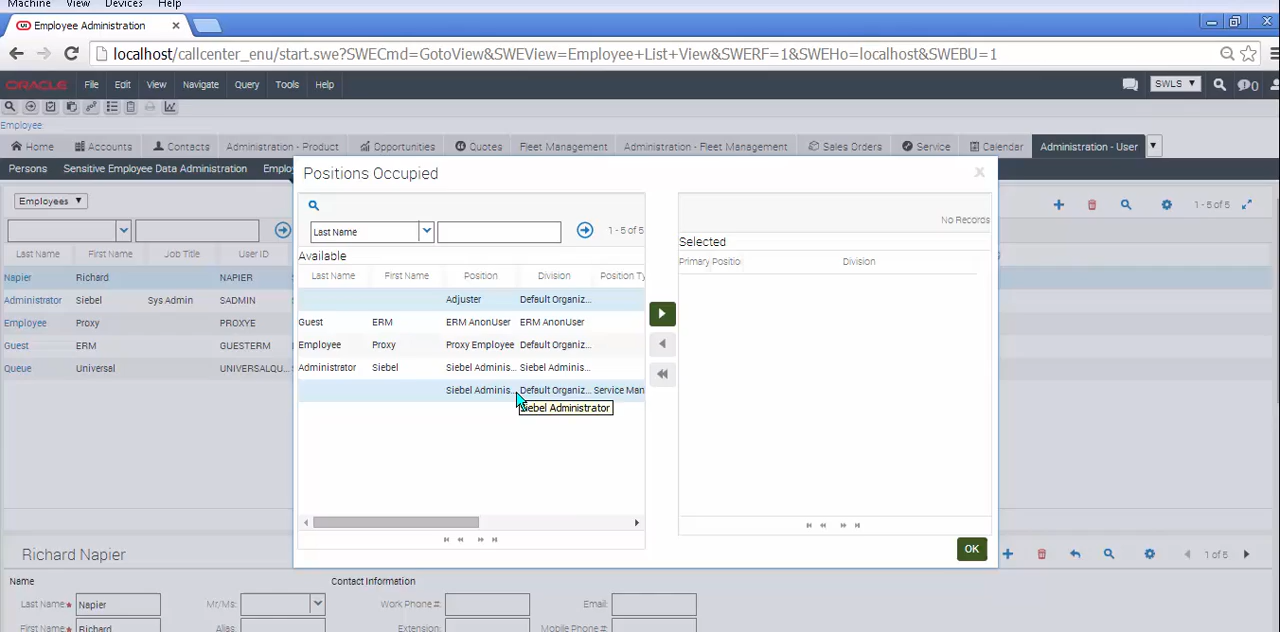 Machine View Devices Help
Employee Administration
localhost/callcenter_enu/start.swe?SWECmd=GotoView&SWEView=Employee+List+View&SWERF=1&SWEHo=localhost&SWEBU=1
ORACLE File Edit View Navigate Query Tools Help SWLS 0
Employee
Home Accounts Contacts Administration - Product Opportunities Quotes Fleet Management Administration - Fleet Management Sales Orders Service Calendar Administration - User
Persons Sensitive Employee Data Administration Emplo
Positions Occupied
Employees 1 - 5 of 5
Last Name 1 - 5 of 5 No Records
Available Selected
Last Name First Name Job Title User ID
Last Name First Name Position Division Position Ty
Primary Positio Division
Napier Richard NAPIER
Administrator Siebel Sys Admin SADMIN
Employee Proxy PROXYE
Guest ERM GUESTERM
Queue Universal UNIVERSALQU...
Adjuster Default Organiz...
Guest ERM ERM AnonUser ERM AnonUser
Employee Proxy Proxy Employee Default Organiz...
Administrator Siebel Siebel Adminis... Siebel Adminis...
Siebel Adminis... Default Organiz... Service Man
Siebel Administrator
OK
Richard Napier 1 of 5
Name Contact Information
Last Name: Napier Mr/Ms: Work Phone #: Email:
First Name: Richard Alias: Extension: Mobile Phone #: